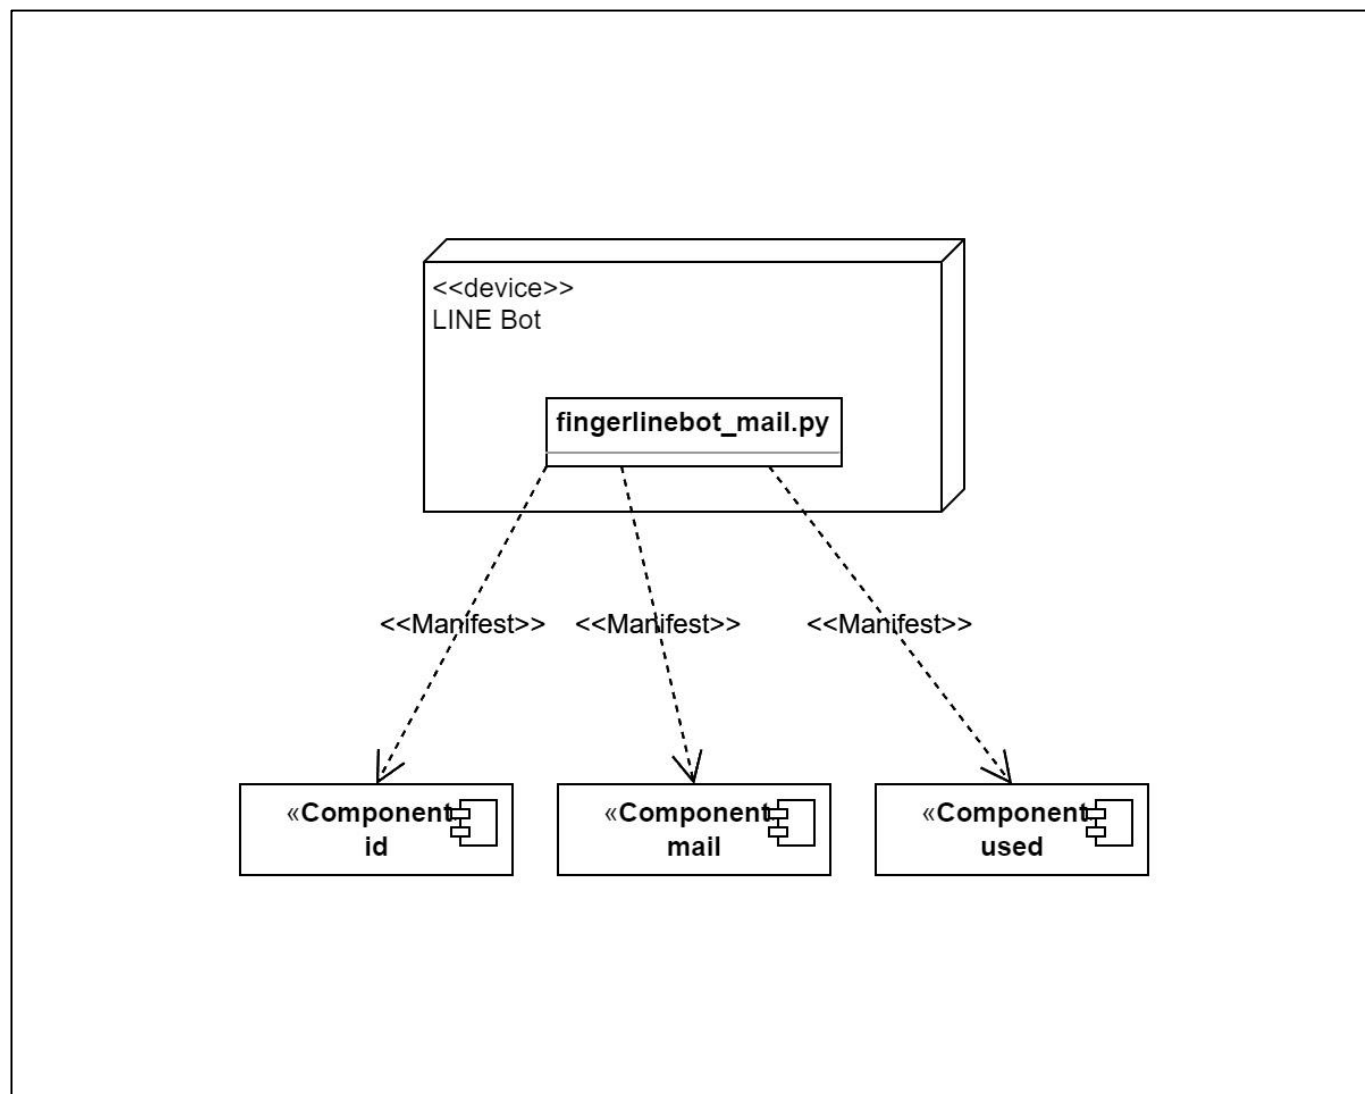 <<device>>
LINE Bot
fingerlinebot_mail.py
<<Manifest>> <<Manifest>> <<Manifest>>
«Component «Component «Component
id mail used